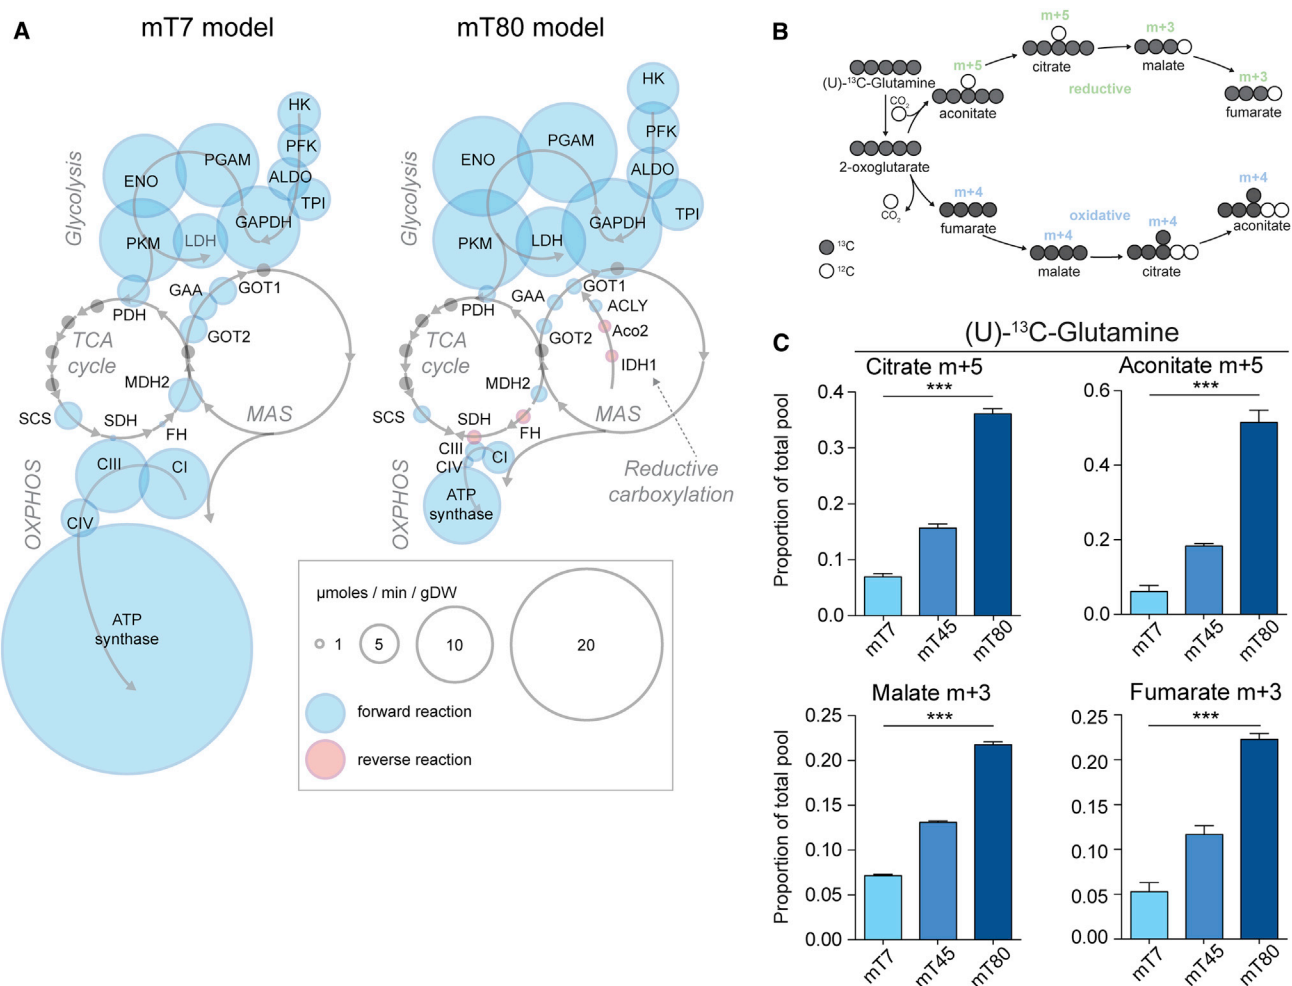 A
mT7 model
mT80 model
Glycolysis
HK
PFK
ALDO
TPI
PGAM
ENO
GAPDH
PKM
LDH
GAA
GOT1
PDH
GOT2
TCA
cycle
MDH2
MAS
SCS
SDH
FH
OXPHOS
CIII
CI
CIV
ATP
synthase
Glycolysis
HK
PFK
ALDO
TPI
PGAM
ENO
GAPDH
PKM
LDH
GOT1
GAA
ACLY
PDH
Aco2
GOT2
TCA
cycle
IDH1
MDH2
MAS
SCS
SDH
FH
CIII
CI
CIV
OXPHOS
ATP
synthase
Reductive
carboxylation
µmoles / min / gDW
1
5
10
20
forward reaction
reverse reaction
B
(U)-¹³C-Glutamine
CO₂
2-oxoglutarate
CO₂
m+5
aconitate
m+5
citrate
m+3
malate
m+3
fumarate
reductive
m+4
fumarate
oxidative
m+4
malate
m+4
citrate
m+4
aconitate
¹³C
¹²C
C
(U)-¹³C-Glutamine
Citrate m+5
***
Proportion of total pool
0.4
0.3
0.2
0.1
0.0
mT7
mT45
mT80
Aconitate m+5
***
0.6
0.4
0.2
0.0
mT7
mT45
mT80
Malate m+3
***
Proportion of total pool
0.25
0.20
0.15
0.10
0.05
0.00
mT7
mT45
mT80
Fumarate m+3
***
0.25
0.20
0.15
0.10
0.05
0.00
mT7
mT45
mT80